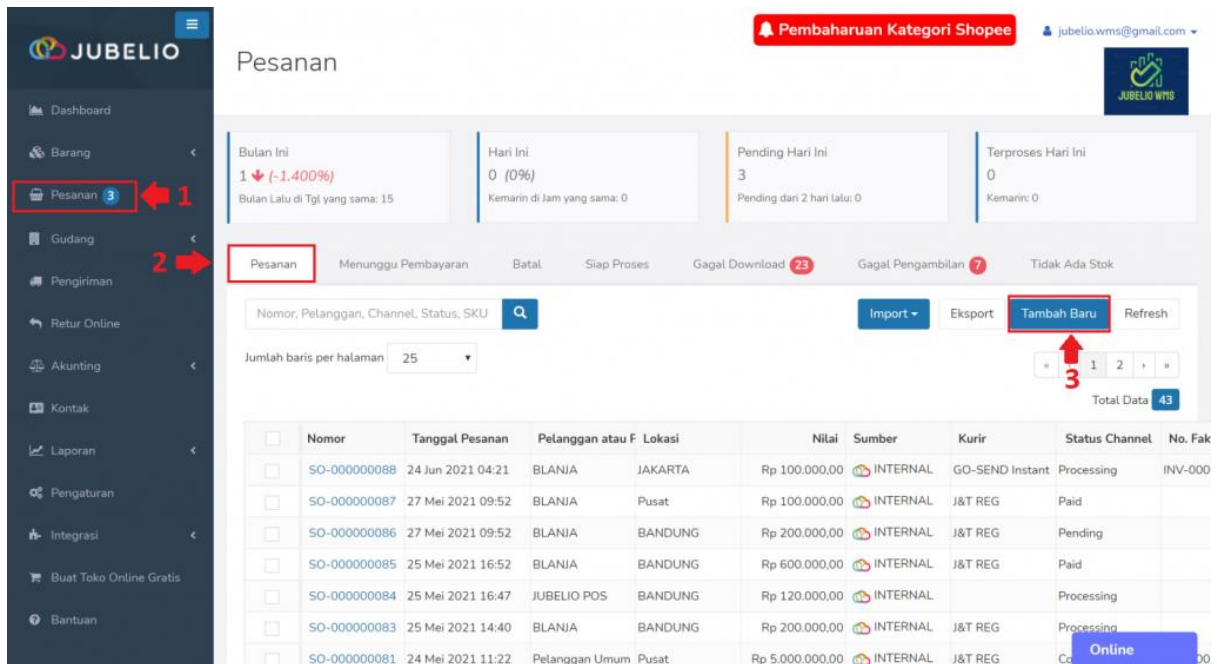 JUBELIO
Pembaharuan Kategori Shopee
jubelio.wms@gmail.com
JUBELIO WMS
Pesanan
Dashboard
Barang
Pesanan 3
1
Gudang
Pengiriman
Retur Online
Akunting
Kontak
Laporan
Pengaturan
Integrasi
Buat Toko Online Gratis
Bantuan
Bulan Ini
1 (-1.400%)
Bulan Lalu di Tgl yang sama: 15
Hari Ini
0 (0%)
Kemarin di Jam yang sama: 0
Pending Hari Ini
3
Pending dari 2 hari lalu: 0
Terproses Hari Ini
0
Kemarin: 0
2
Pesanan Menunggu Pembayaran Batal Siap Proses Gagal Download 23 Gagal Pengambilan 7 Tidak Ada Stok
Nomor, Pelanggan, Channel, Status, SKU
Import Eksport Tambah Baru Refresh
3
Jumlah baris per halaman 25
« 1 2 › »
Total Data 43
Nomor Tanggal Pesanan Pelanggan atau Lokasi Nilai Sumber Kurir Status Channel No. Fak
SO-000000088 24 Jun 2021 04:21 BLANJA JAKARTA Rp 100.000,00 INTERNAL GO-SEND Instant Processing INV-000
SO-000000087 27 Mei 2021 09:52 BLANJA Pusat Rp 100.000,00 INTERNAL J&T REG Paid
SO-000000086 27 Mei 2021 09:52 BLANJA BANDUNG Rp 200.000,00 INTERNAL J&T REG Pending
SO-000000085 25 Mei 2021 16:52 BLANJA BANDUNG Rp 600.000,00 INTERNAL J&T REG Paid
SO-000000084 25 Mei 2021 16:47 JUBELIO POS BANDUNG Rp 120.000,00 INTERNAL Processing
SO-000000083 25 Mei 2021 14:40 BLANJA BANDUNG Rp 200.000,00 INTERNAL J&T REG Processing
SO-000000081 24 Mei 2021 11:22 Pelanggan Umum Pusat Rp 5.000.000,00 INTERNAL J&T REG
Online